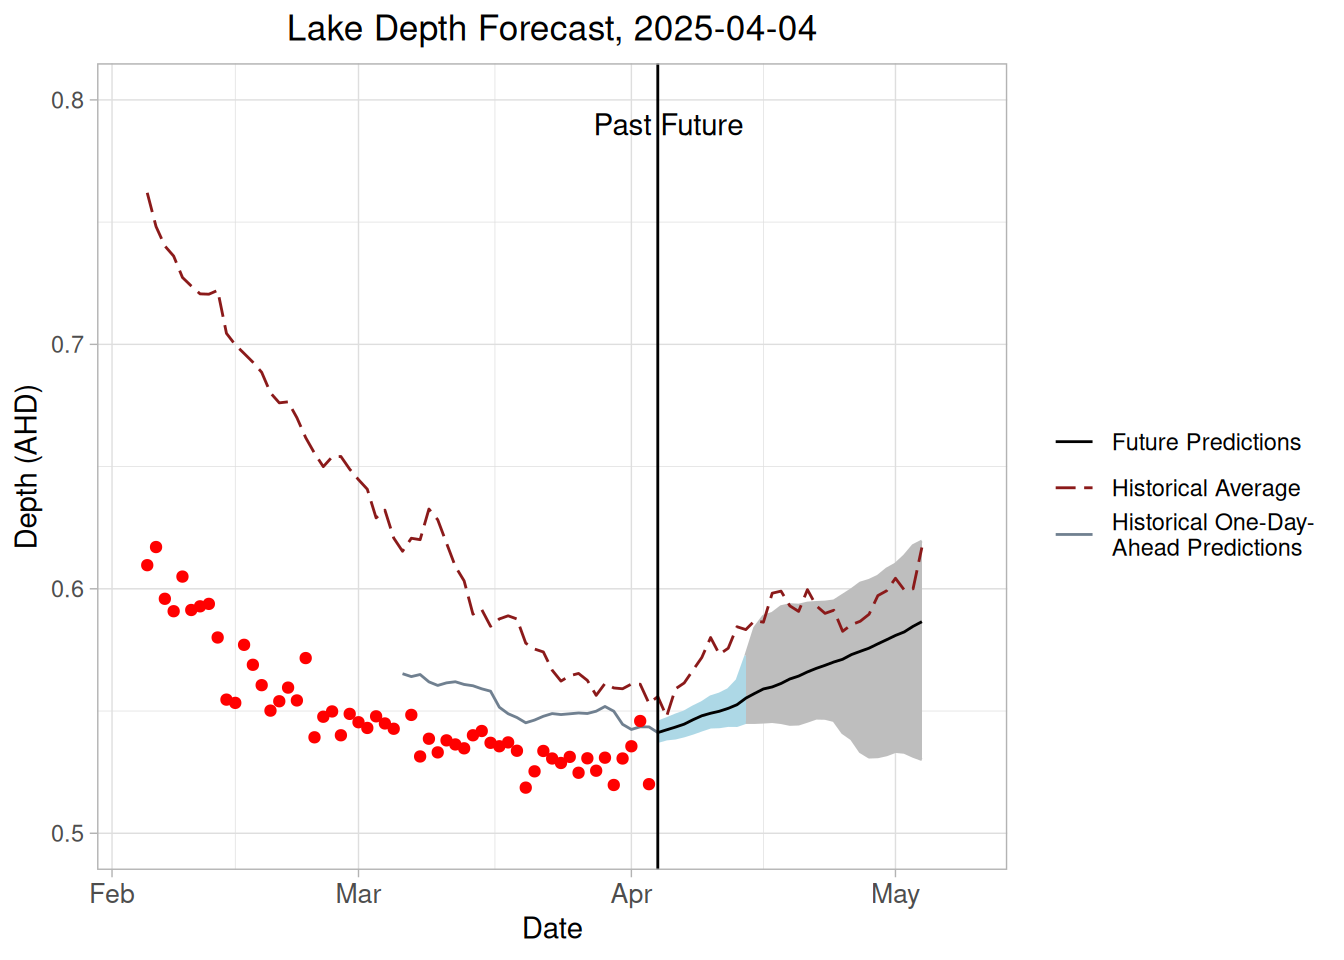 Lake Depth Forecast, 2025-04-04
0.8
0.7
0.6
0.5
Depth (AHD)
Past Future
Feb Mar Apr May
Date
Future Predictions
Historical Average
Historical One-Day-
Ahead Predictions